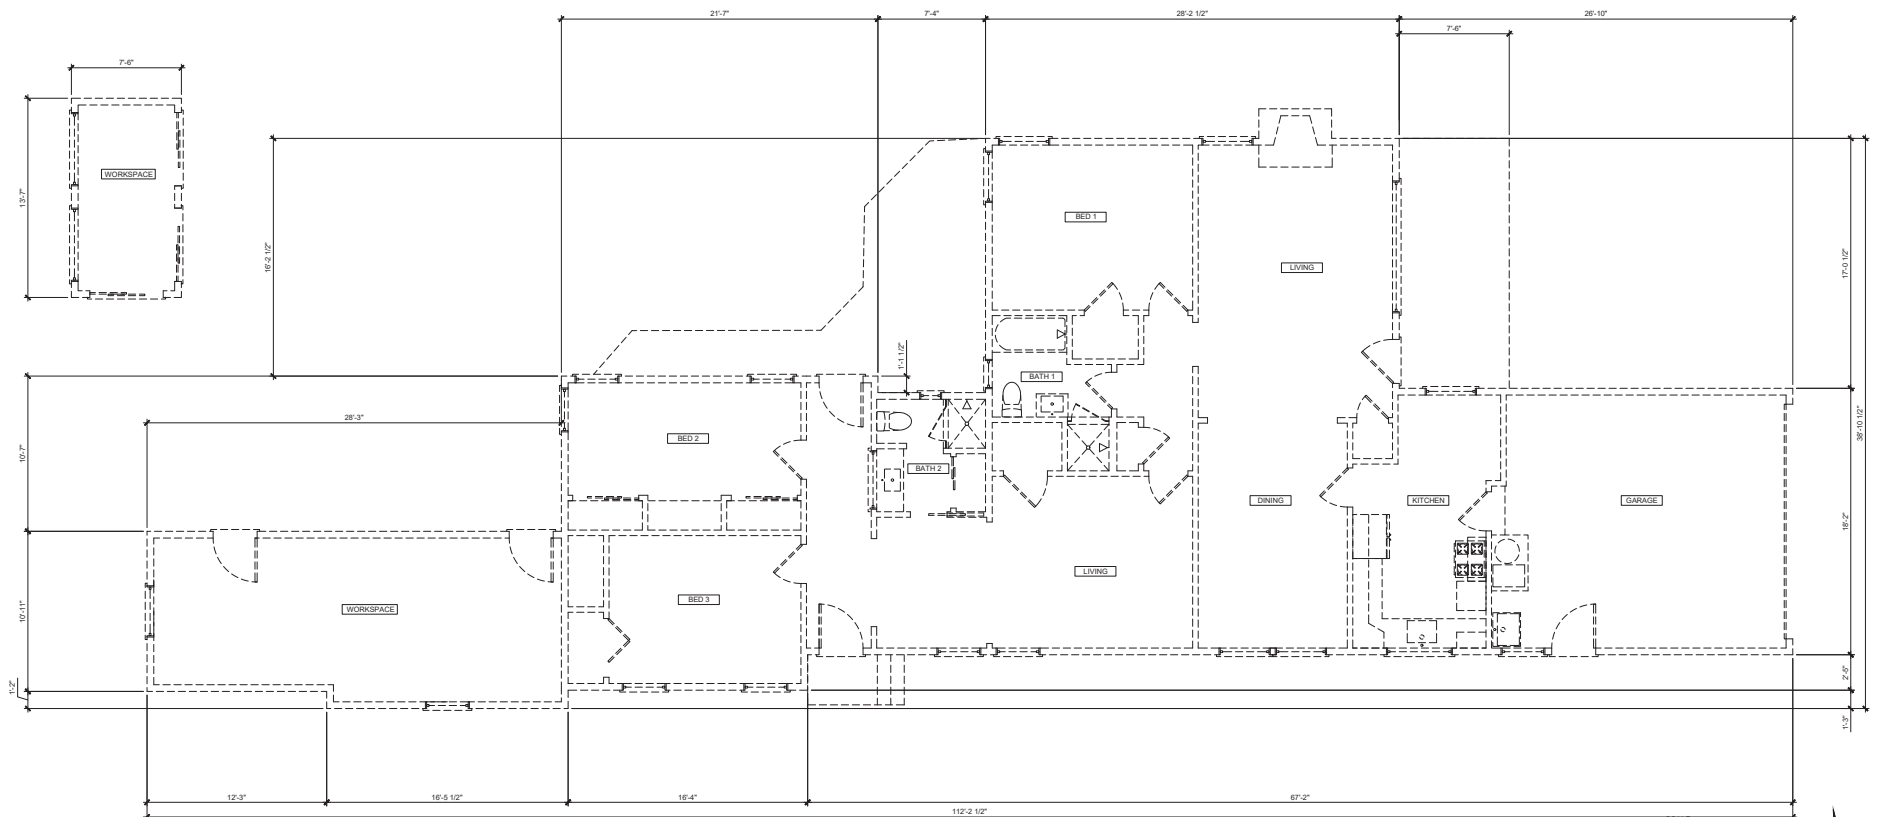 21'-7"
7'-4"
28'-2 1/2"
26'-10"
7'-6"
7'-6"
13'-7"
WORKSPACE
16'-2 1/2"
BED 1
LIVING
17'-0 1/2"
38'-10 1/2"
1'-1 1/2"
BATH 1
28'-3"
10'-7"
BED 2
BATH 2
DINING
KITCHEN
GARAGE
18'-2"
LIVING
BED 3
WORKSPACE
10'-11"
1'-2"
2'-5"
1'-3"
12'-3"
16'-5 1/2"
16'-4"
67'-2"
112'-2 1/2"